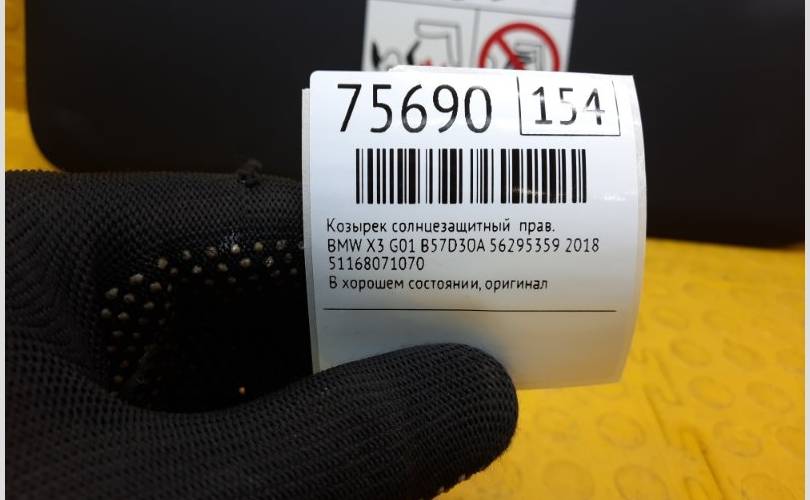 75690 154
Козырек солнцезащитный прав.
BMW X3 G01 B57D30A 56295359 2018
51168071070
В хорошем состоянии, оригинал